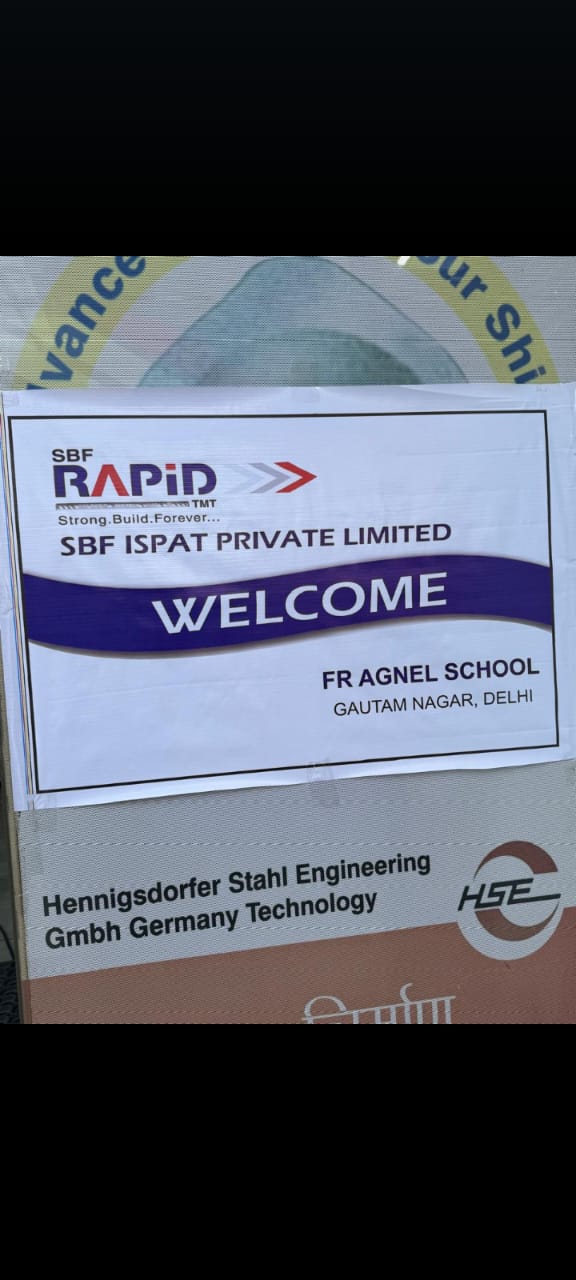 SBF
RAPiD
TMT
Strong.Build.Forever...
SBF ISPAT PRIVATE LIMITED
WELCOME
FR AGNEL SCHOOL
GAUTAM NAGAR, DELHI
Hennigsdorfer Stahl Engineering
Gmbh Germany Technology
HSE
निर्माण